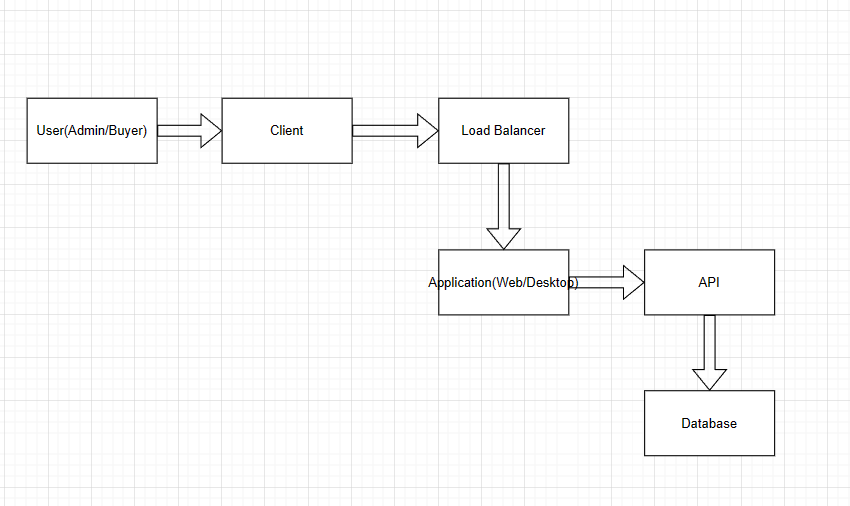 User(Admin/Buyer)
Client
Load Balancer
Application(Web/Desktop)
API
Database